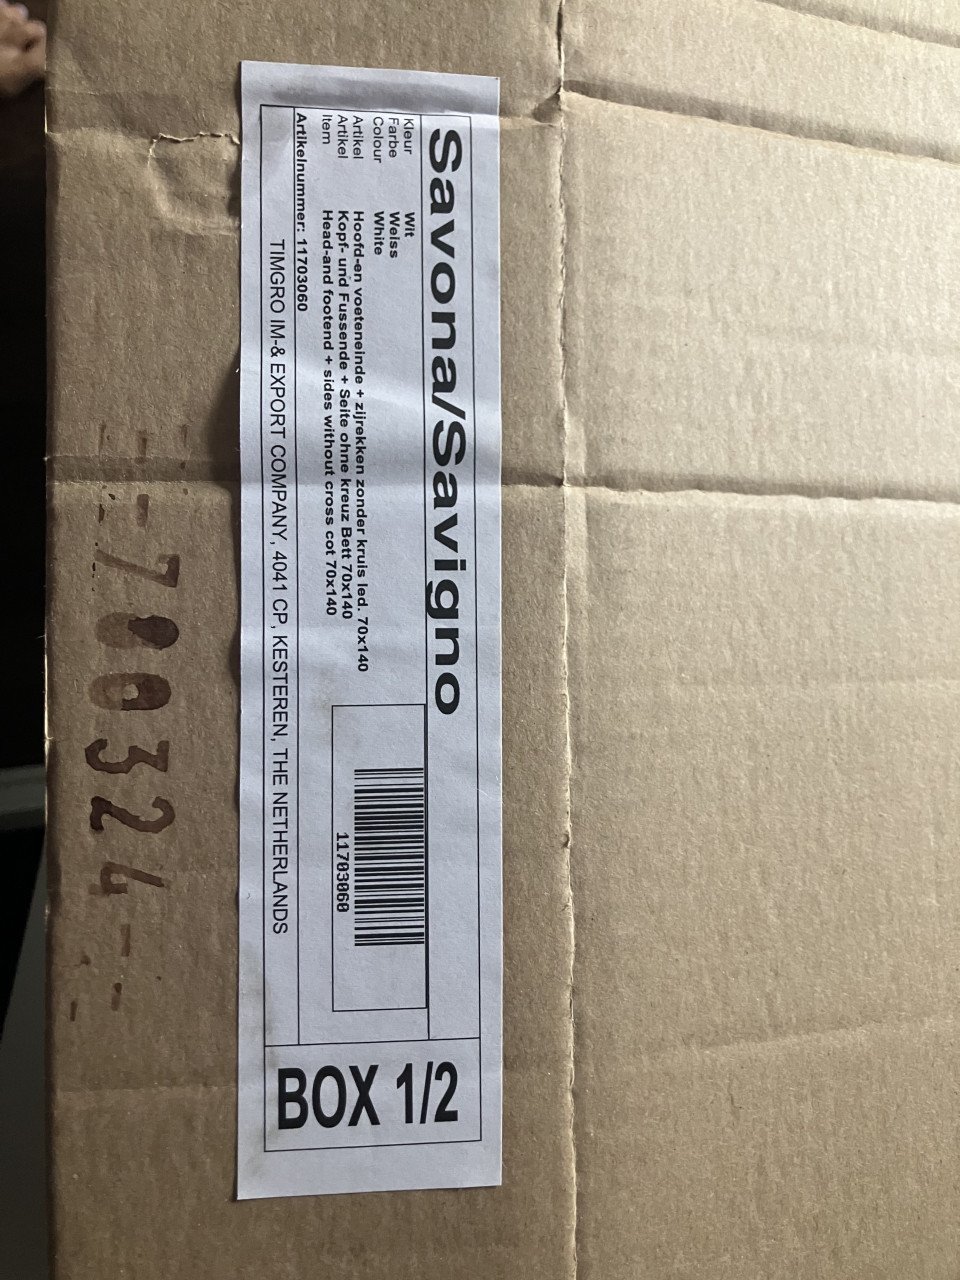 Savona/Savigno
Kleur Wit
Farbe Weiss
Colour White
Artikel Hoofd-en voeteneinde + zijrekken zonder kruis led. 70x140
Artikel Kopf- und Fussende + Seite ohne kreuz Bett 70x140
Item Head-and footend + sides without cross cot 70x140
11703060
Artikelnummer: 11703060
TIMGRO IM-& EXPORT COMPANY, 4041 CP, KESTEREN, THE NETHERLANDS
BOX 1/2
700324